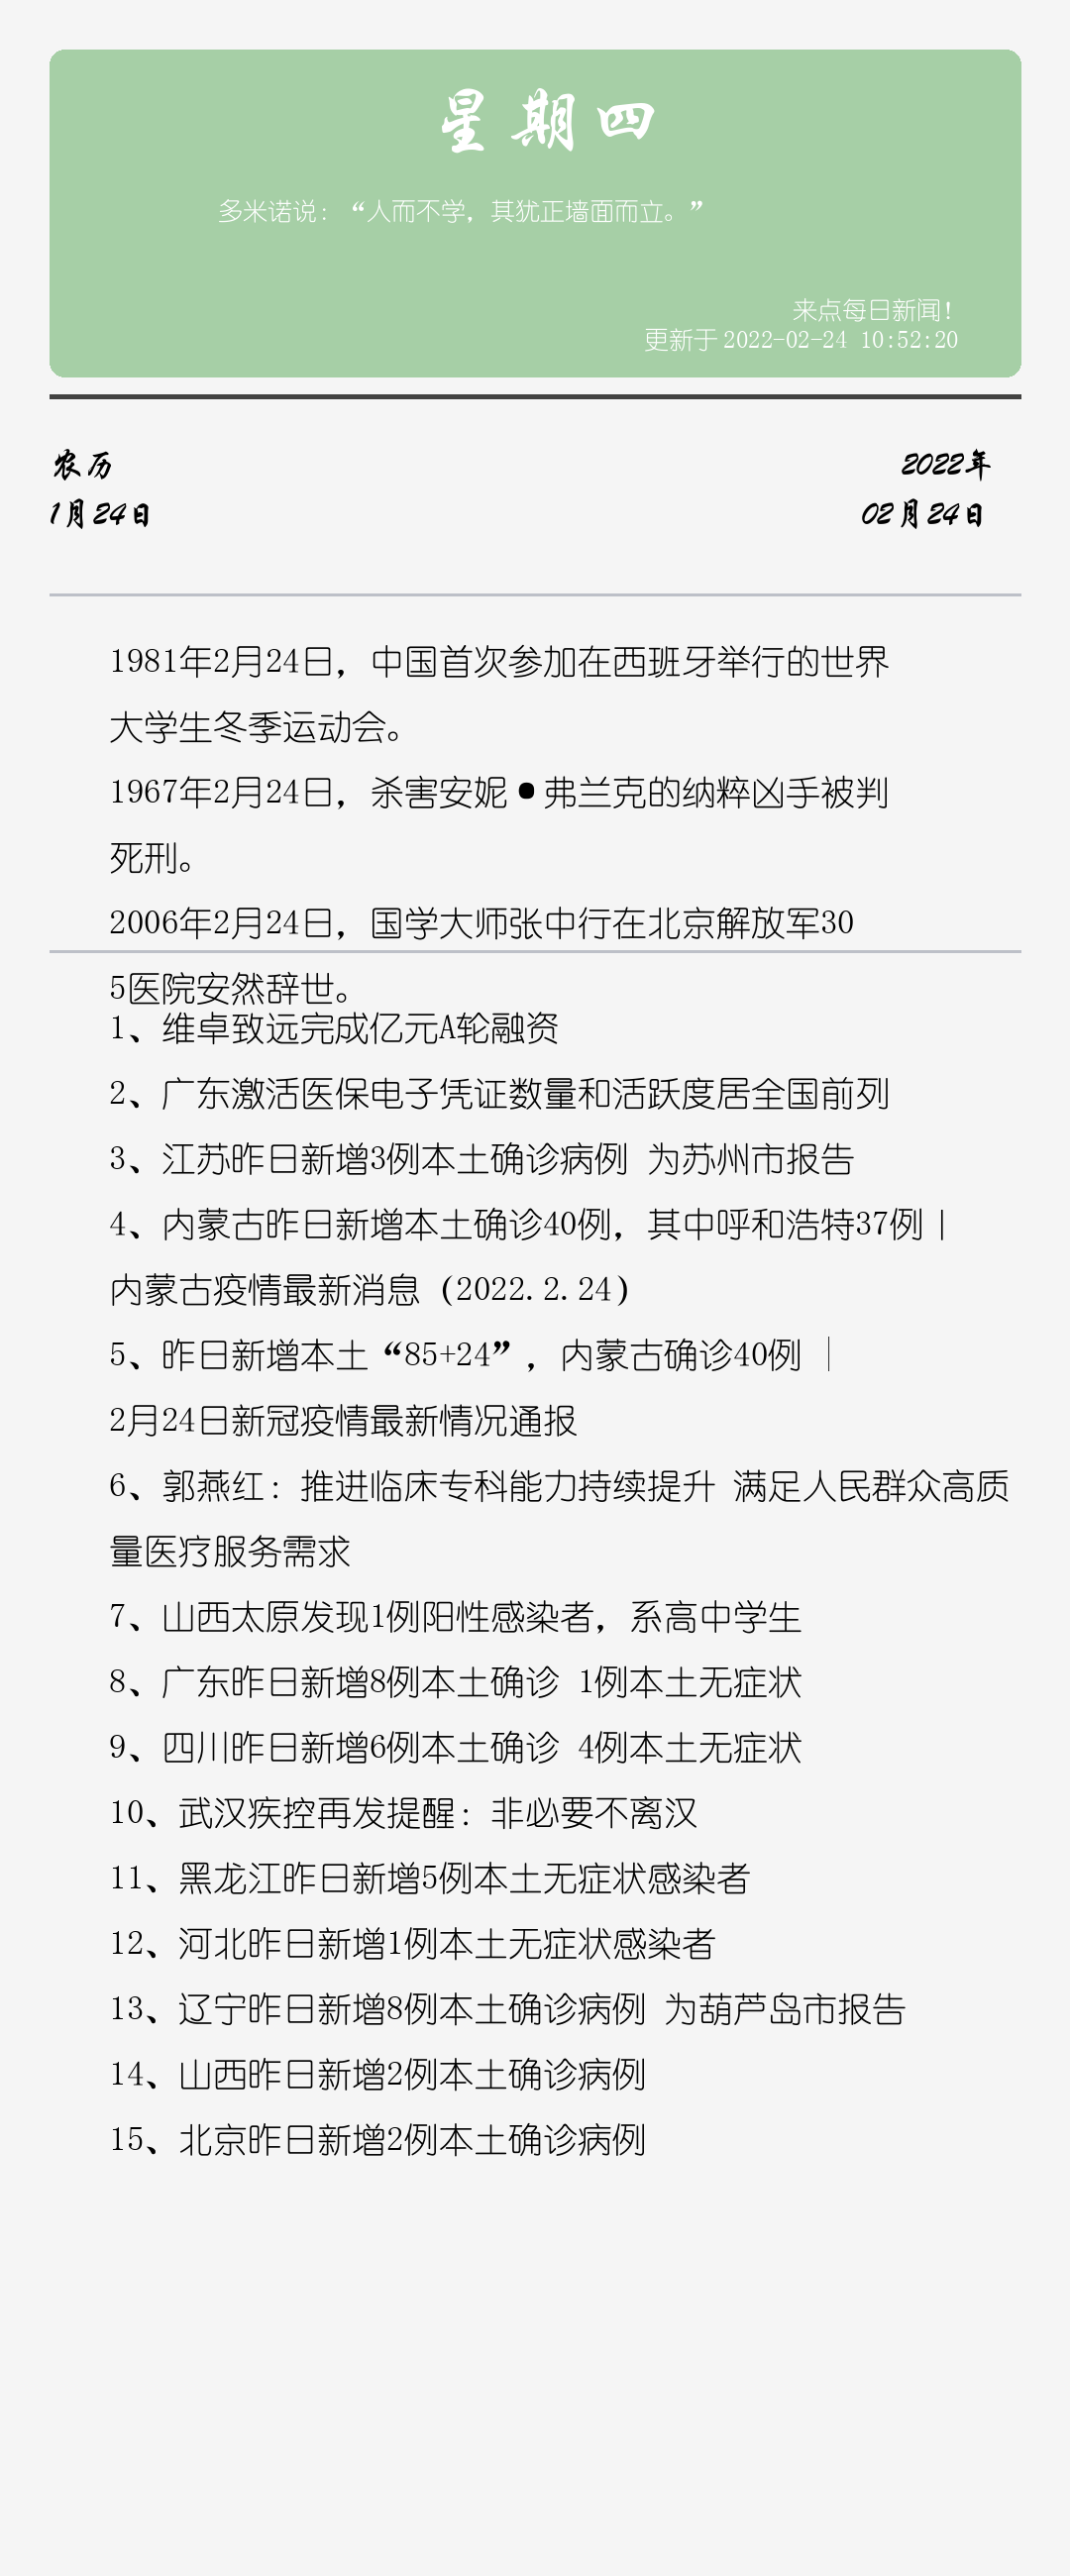 星期四
多米诺说：“人而不学，其犹正墙面而立。”
来点每日新闻！
更新于2022-02-24 10:52:20
农历
2022年
1月24日
02月24日
1981年2月24日，中国首次参加在西班牙举行的世界
大学生冬季运动会。
1967年2月24日，杀害安妮•弗兰克的纳粹凶手被判
死刑。
2006年2月24日，国学大师张中行在北京解放军30
5医院安然辞世。
1、维卓致远完成亿元A轮融资
2、广东激活医保电子凭证数量和活跃度居全国前列
3、江苏昨日新增3例本土确诊病例 为苏州市报告
4、内蒙古昨日新增本土确诊40例，其中呼和浩特37例 |
内蒙古疫情最新消息（2022.2.24）
5、昨日新增本土“85+24”，内蒙古确诊40例 ｜
2月24日新冠疫情最新情况通报
6、郭燕红：推进临床专科能力持续提升 满足人民群众高质
量医疗服务需求
7、山西太原发现1例阳性感染者，系高中学生
8、广东昨日新增8例本土确诊 1例本土无症状
9、四川昨日新增6例本土确诊 4例本土无症状
10、武汉疾控再发提醒：非必要不离汉
11、黑龙江昨日新增5例本土无症状感染者
12、河北昨日新增1例本土无症状感染者
13、辽宁昨日新增8例本土确诊病例 为葫芦岛市报告
14、山西昨日新增2例本土确诊病例
15、北京昨日新增2例本土确诊病例